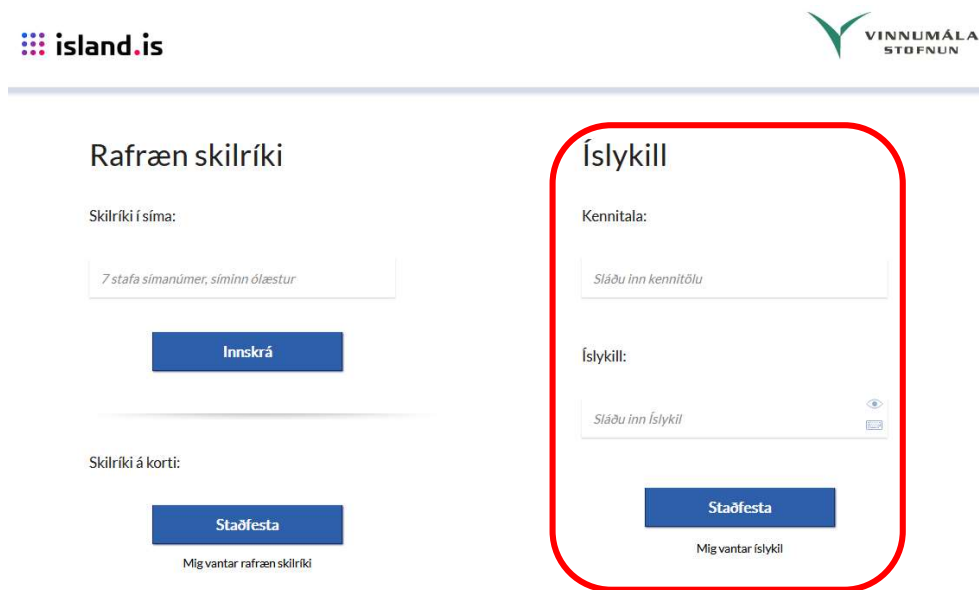 island.is
VINNUMÁLA
STOFNUN
Rafræn skilríki
Skilríki í síma:
7 stafa símanúmer, síminn ólæstur
Innskrá
Skilríki á korti:
Staðfesta
Mig vantar rafræn skilríki
Íslykill
Kennitala:
Sláðu inn kennitölu
Íslykill:
Sláðu inn Íslykil
Staðfesta
Mig vantar íslykil